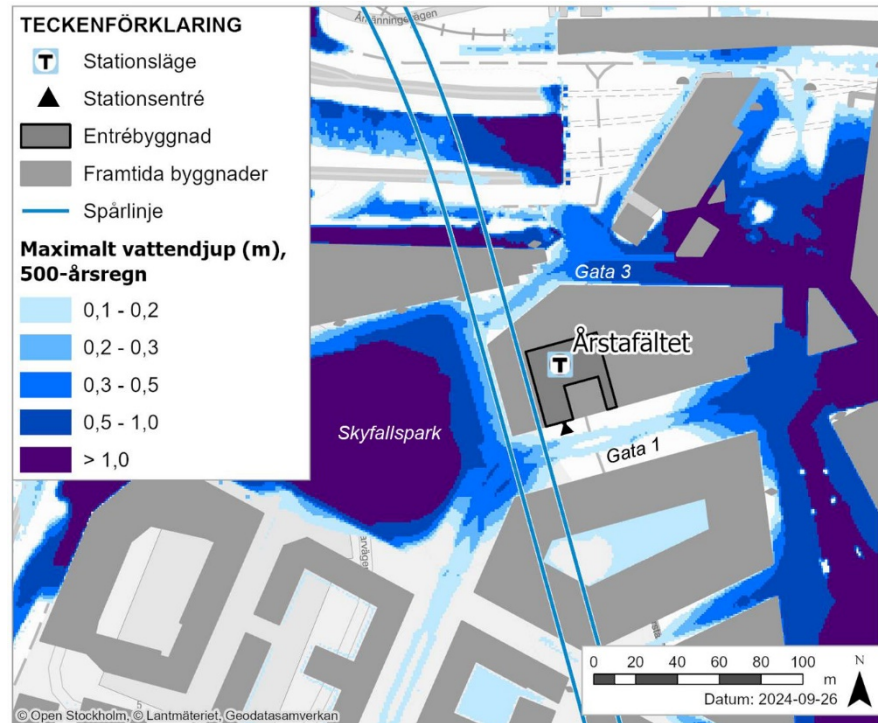 TECKENFÖRKLARING
T
Stationsläge
Stationsentré
Entrébyggnad
Framtida byggnader
Spårlinje
Maximalt vattendjup (m),
500-årsregn
0,1 - 0,2
0,2 - 0,3
0,3 - 0,5
0,5 - 1,0
> 1,0
Gata 3
Årstafältet
T
Skyfallspark
Gata 1
0 20 40 60 80 100
m
N
Datum: 2024-09-26
© Open Stockholm, © Lantmäteriet, Geodatasamverkan